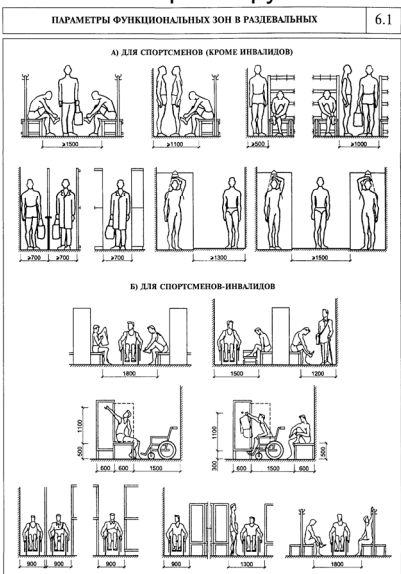 ПАРАМЕТРЫ ФУНКЦИОНАЛЬНЫХ ЗОН В РАЗДЕВАЛЬНЫХ 6.1
А) ДЛЯ СПОРТСМЕНОВ (КРОМЕ ИНВАЛИДОВ)
≥1500 ≥1100 ≥500 ≥1000
≥700 ≥700 ≥700 ≥1300 ≥1500
Б) ДЛЯ СПОРТСМЕНОВ-ИНВАЛИДОВ
1800 1500 1200
1100 500 1100 300 500
600 600 1500 600 1500 600
900 900 900 900 1300 1800